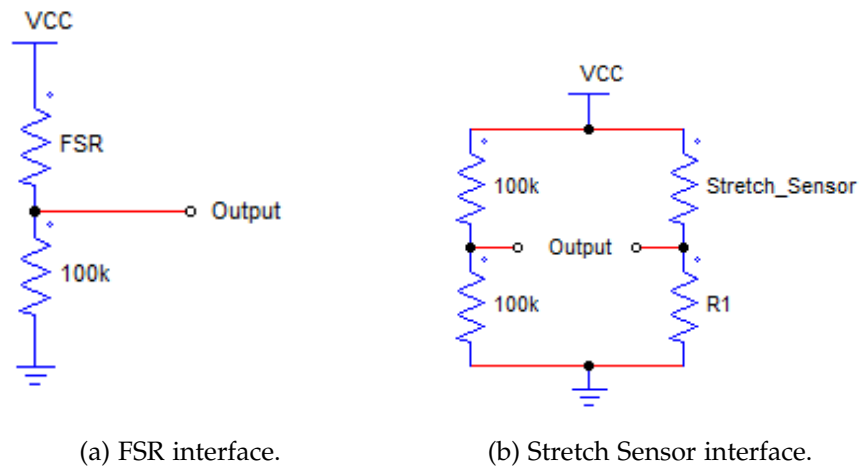 VCC
FSR
Output
100k
(a) FSR interface.
VCC
100k
Stretch_Sensor
Output
100k
R1
(b) Stretch Sensor interface.